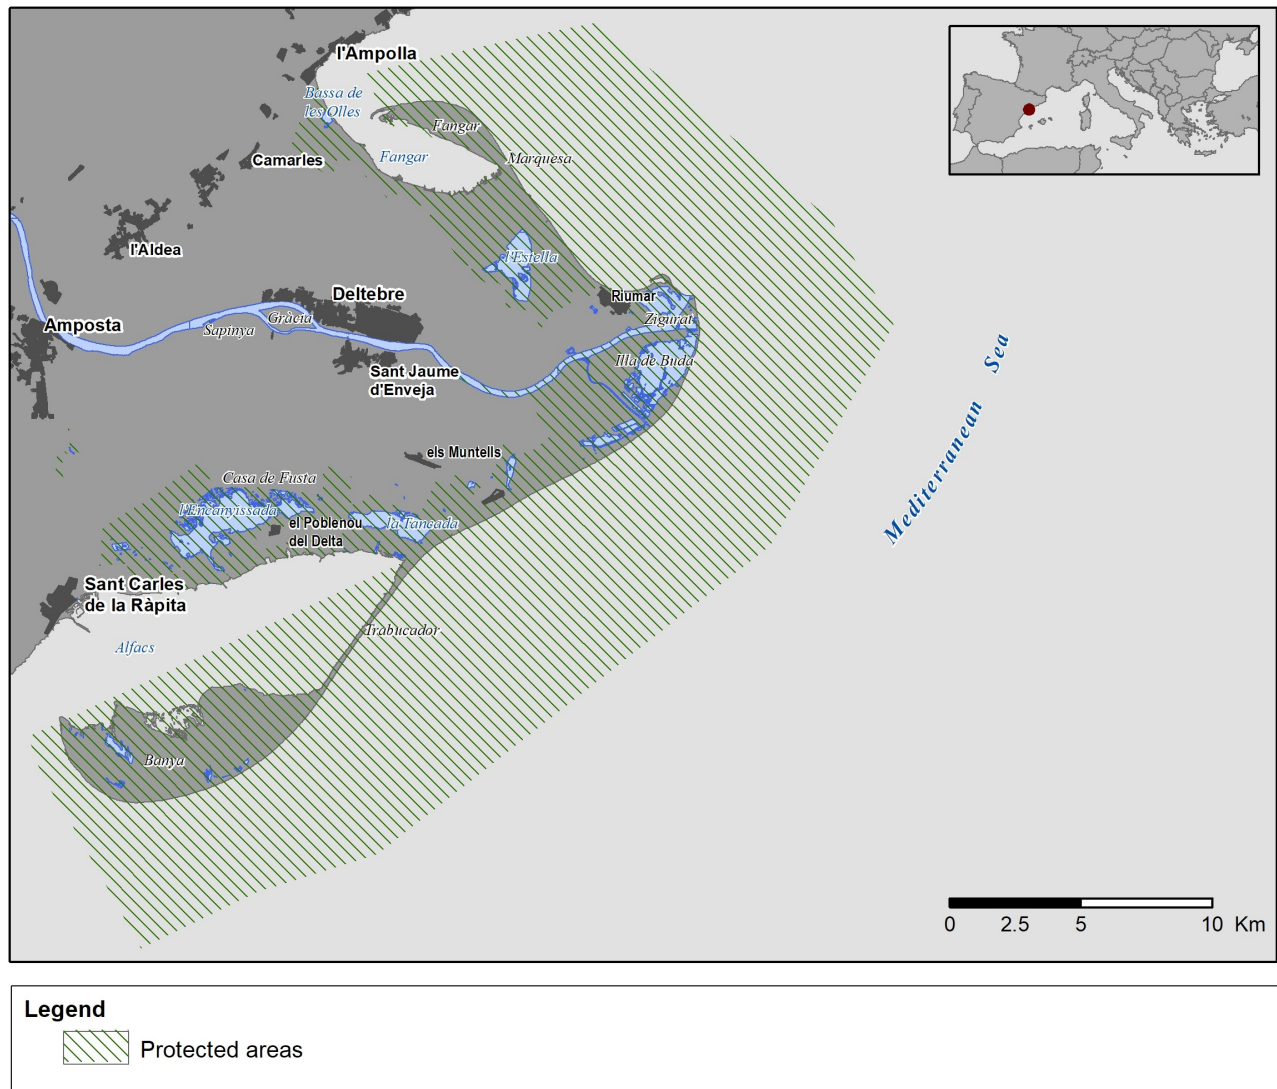 l'Ampolla
Bassa de
les Olles
Fangar
Fangar
Marquesa
Camarles
l'Aldea
l'Estella
Riumar
Deltebre
Gràcia
Zigurat
Amposta
Sapinya
Illa de Buda
Sant Jaume
d'Enveja
Mediterranean Sea
els Muntells
Casa de Fusta
l'Encanyissada
el Poblenou
del Delta
la Tancada
Sant Carles
de la Ràpita
Trabucador
Alfacs
Banya
0 2.5 5 10 Km
Legend
Protected areas